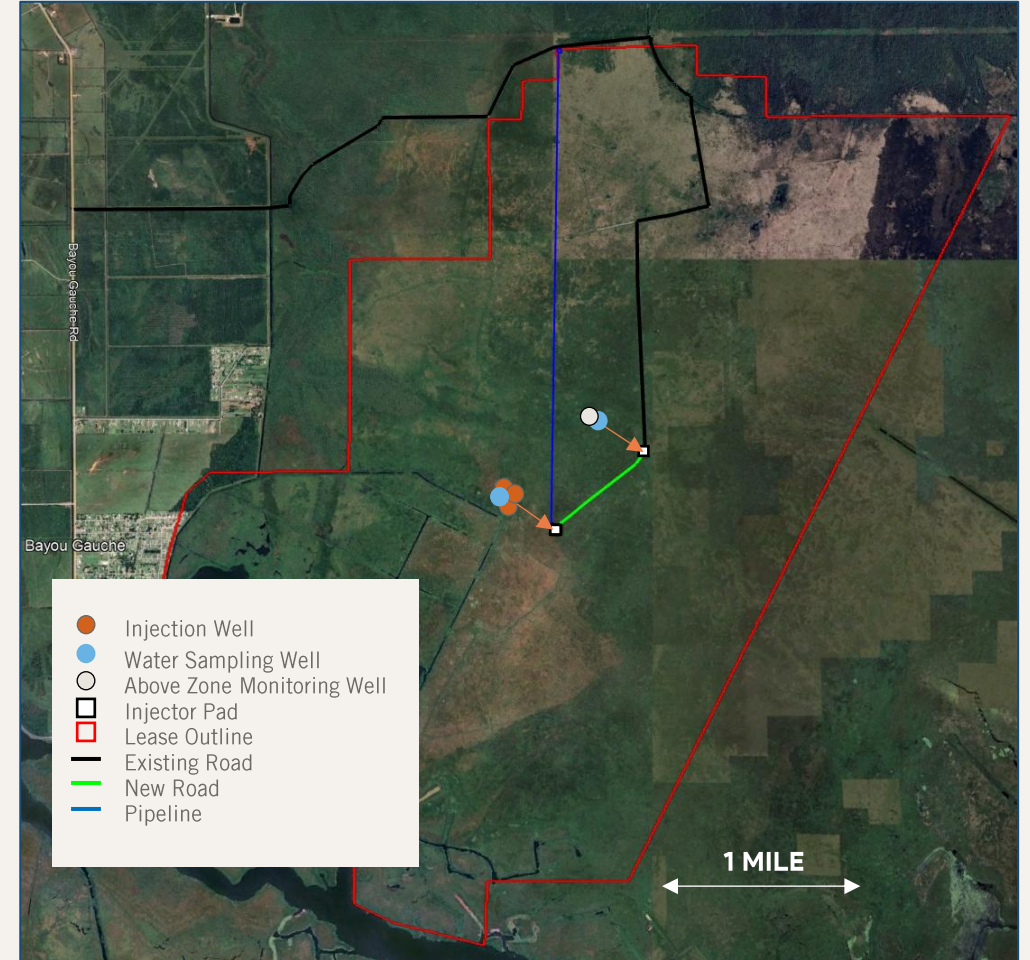 Bayou Gauche Rd
Bayou Gauche
Injection Well
Water Sampling Well
Above Zone Monitoring Well
Injector Pad
Lease Outline
Existing Road
New Road
Pipeline
1 MILE